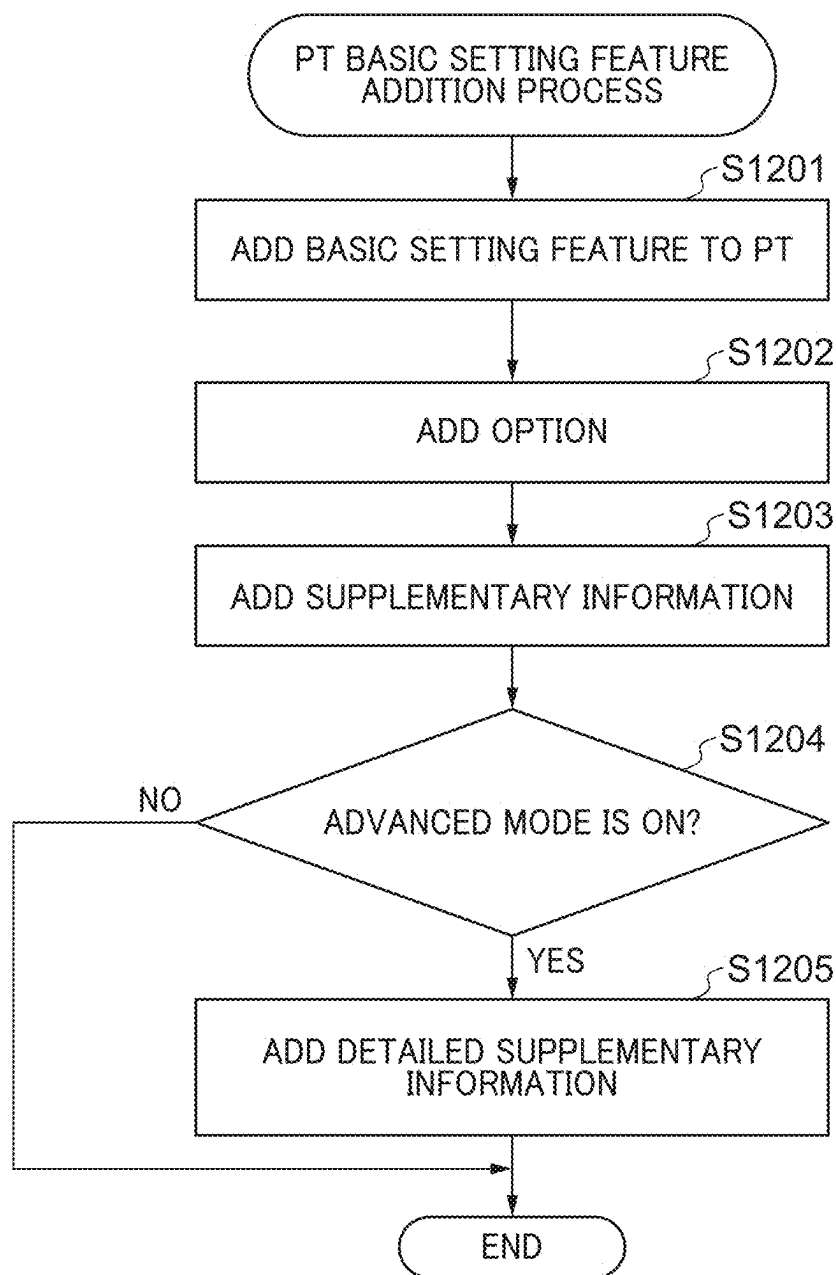 PT BASIC SETTING FEATURE
ADDITION PROCESS
S1201
ADD BASIC SETTING FEATURE TO PT
S1202
ADD OPTION
S1203
ADD SUPPLEMENTARY INFORMATION
S1204
NO
ADVANCED MODE IS ON?
YES
S1205
ADD DETAILED SUPPLEMENTARY
INFORMATION
END